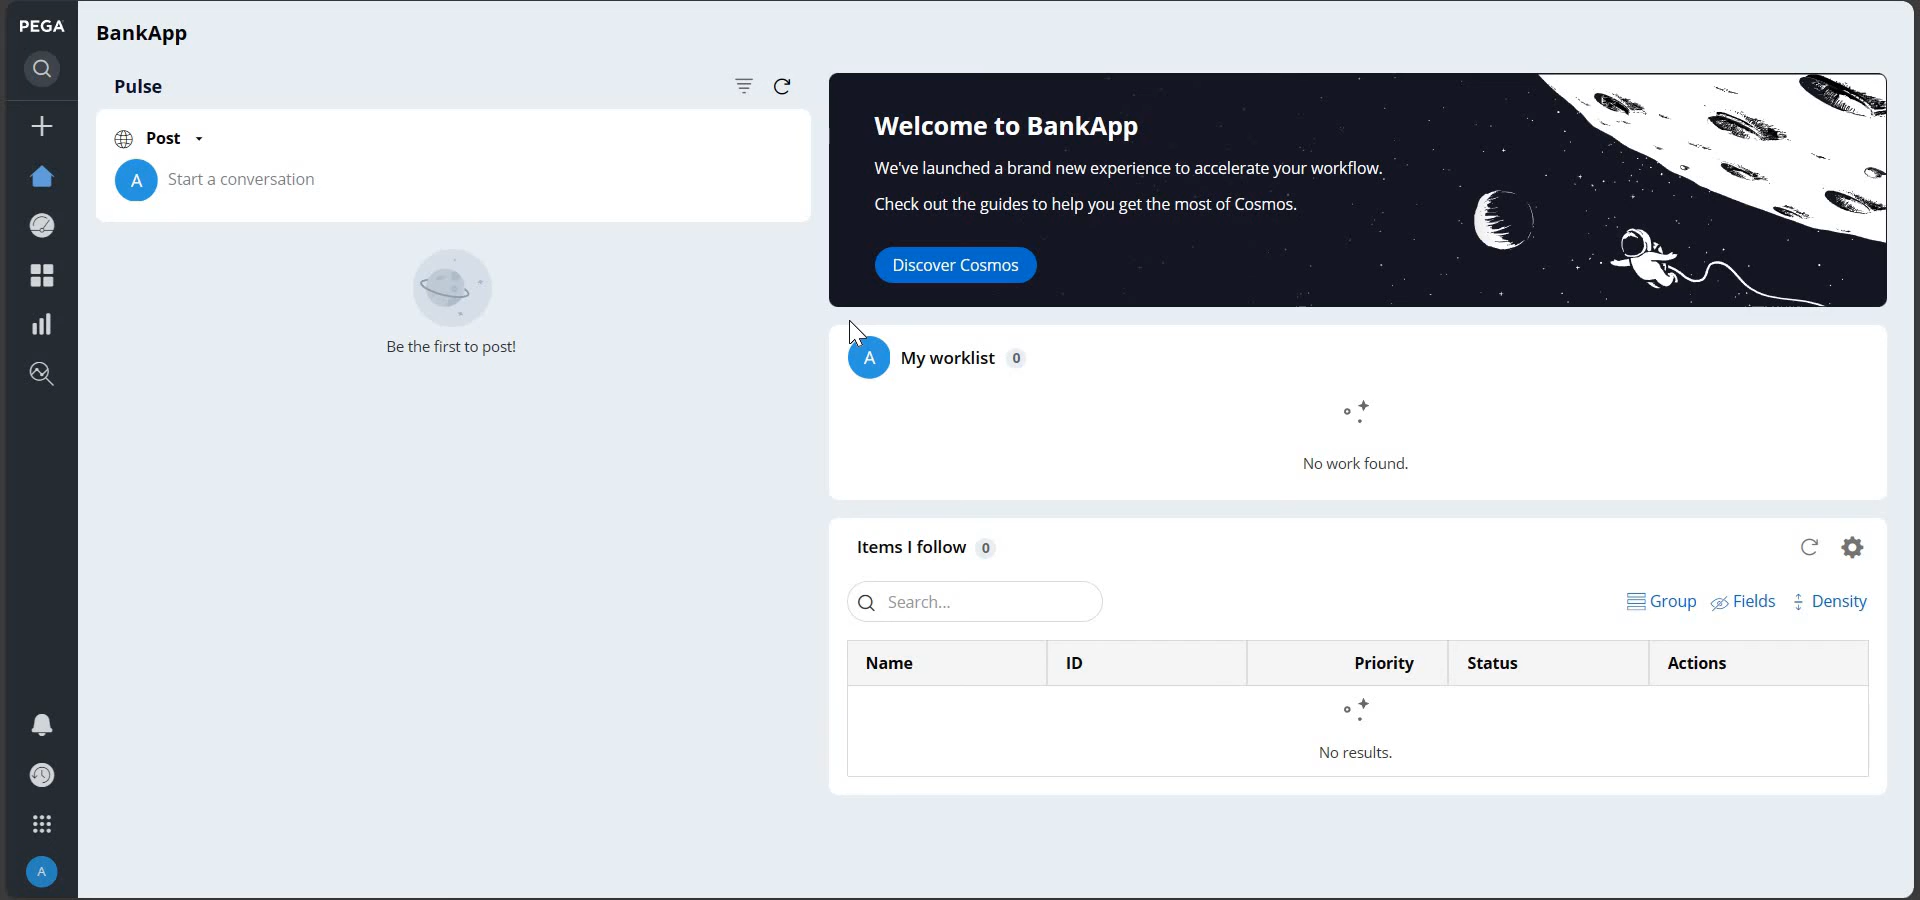 PEGA
BankApp
Pulse
Post
A
Start a conversation
Be the first to post!
Welcome to BankApp
We've launched a brand new experience to accelerate your workflow.
Check out the guides to help you get the most of Cosmos.
Discover Cosmos
A My worklist 0
No work found.
Items I follow 0
Search...
Group Fields Density
Name ID Priority Status Actions
No results.
A